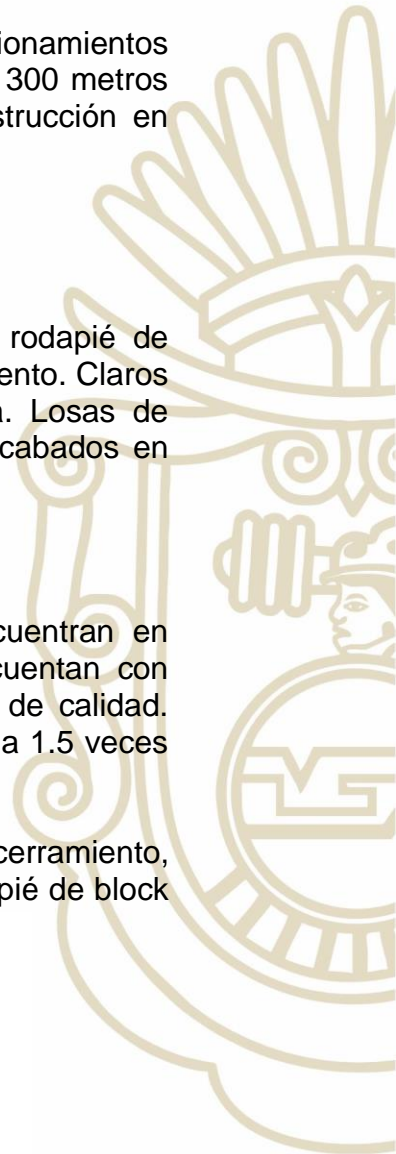 ionamientos
300 metros
strucción en
rodapié de
ento. Claros
a. Losas de
cabados en
cuentran en
cuentan con
de calidad.
a 1.5 veces
cerramiento,
pié de block